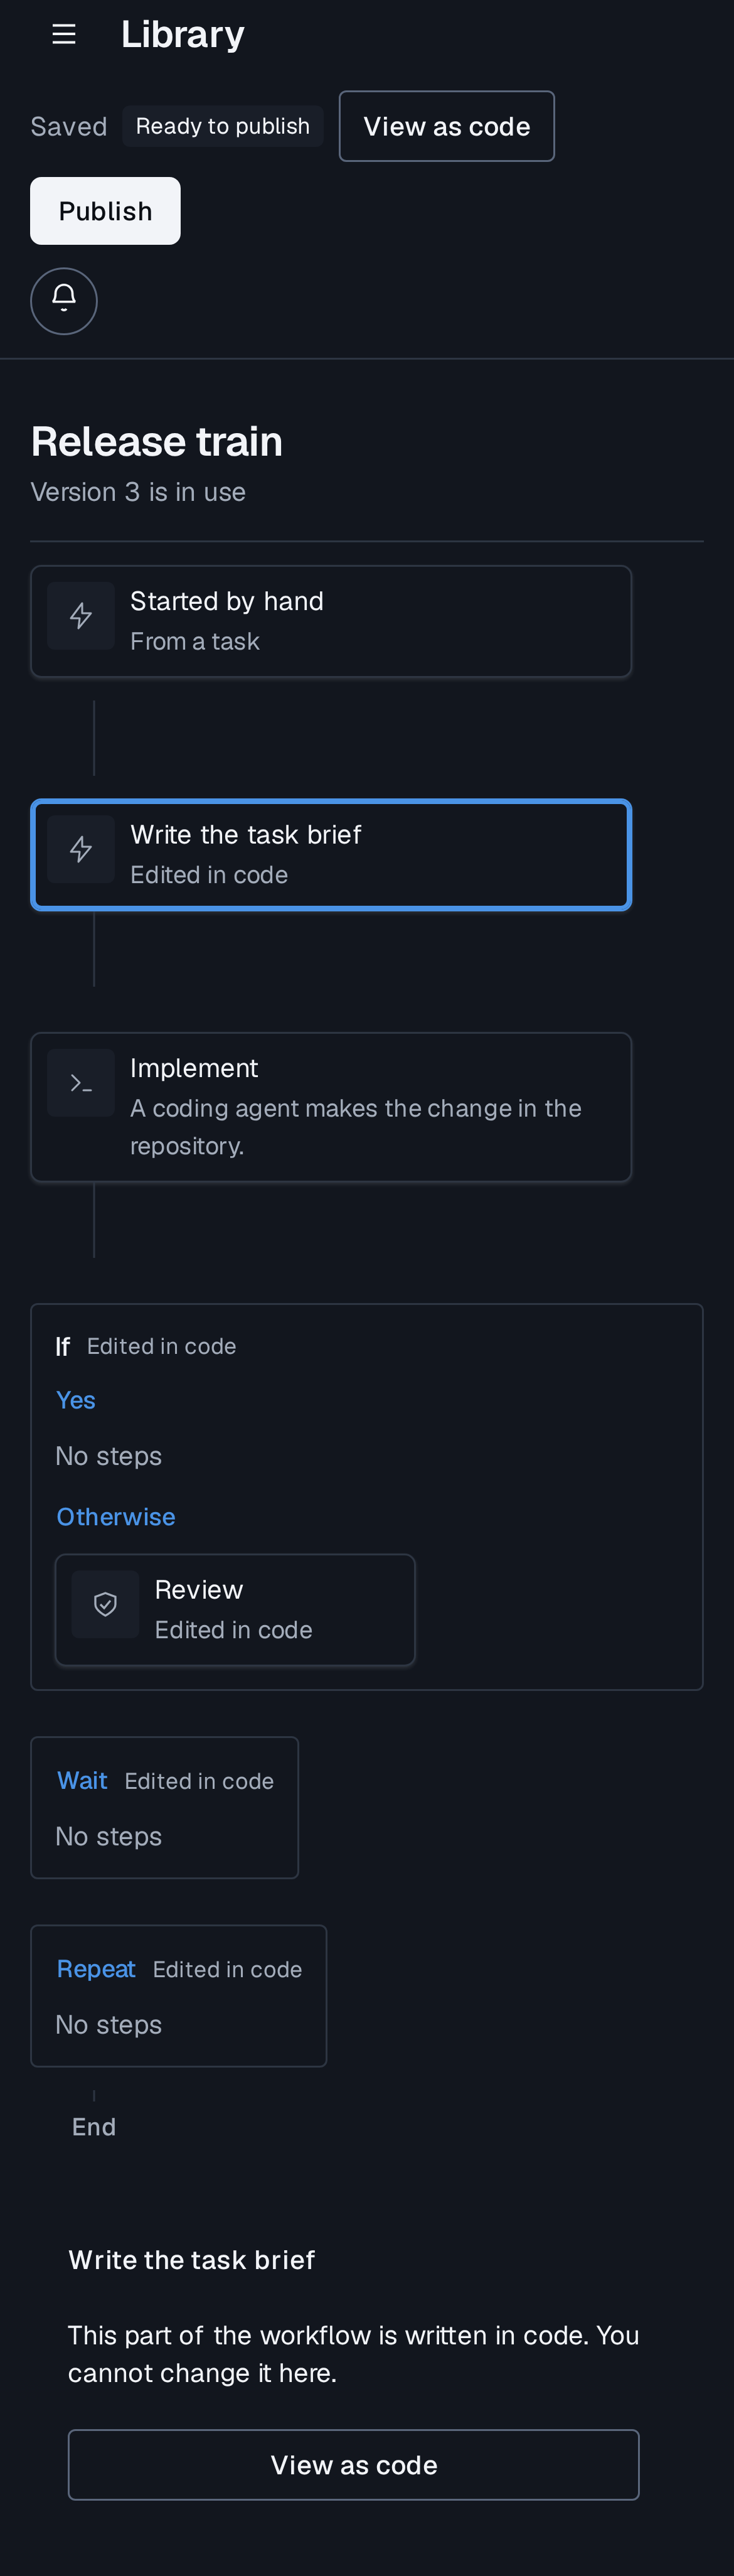 Library
Saved
Ready to publish
View as code
Publish
Release train
Version 3 is in use
Started by hand
From a task
Write the task brief
Edited in code
Implement
A coding agent makes the change in the
repository.
If Edited in code
Yes
No steps
Otherwise
Review
Edited in code
Wait Edited in code
No steps
Repeat Edited in code
No steps
End
Write the task brief
This part of the workflow is written in code. You
cannot change it here.
View as code